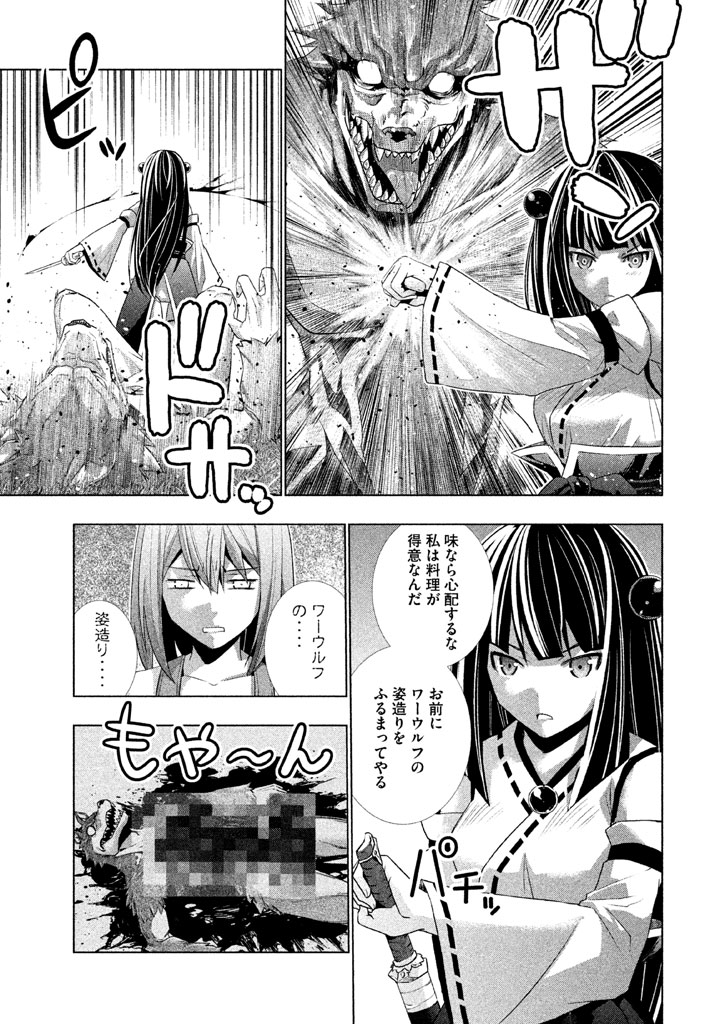 ザンッ
ピッ
ドサッ
味なら心配するな
私は料理が
得意なんだ
お前に
ワーウルフの
姿造りを
ふるまってやる
パチッ
ワーウルフ
の・・・・
姿造り・・・・
もや～ん